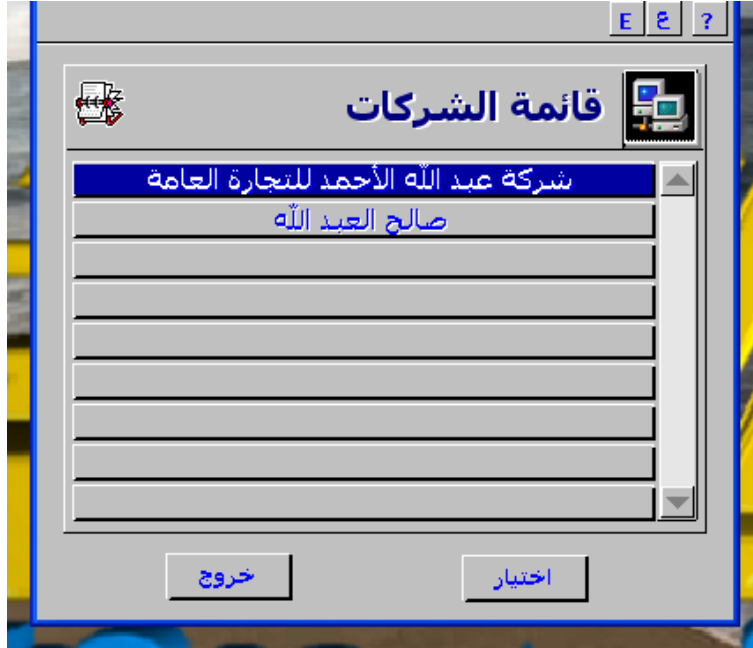 E ع ?
قائمة الشركات
شركة عبد الله الأحمد للتجارة العامة
صالح العبد الله
اختيار
خروج